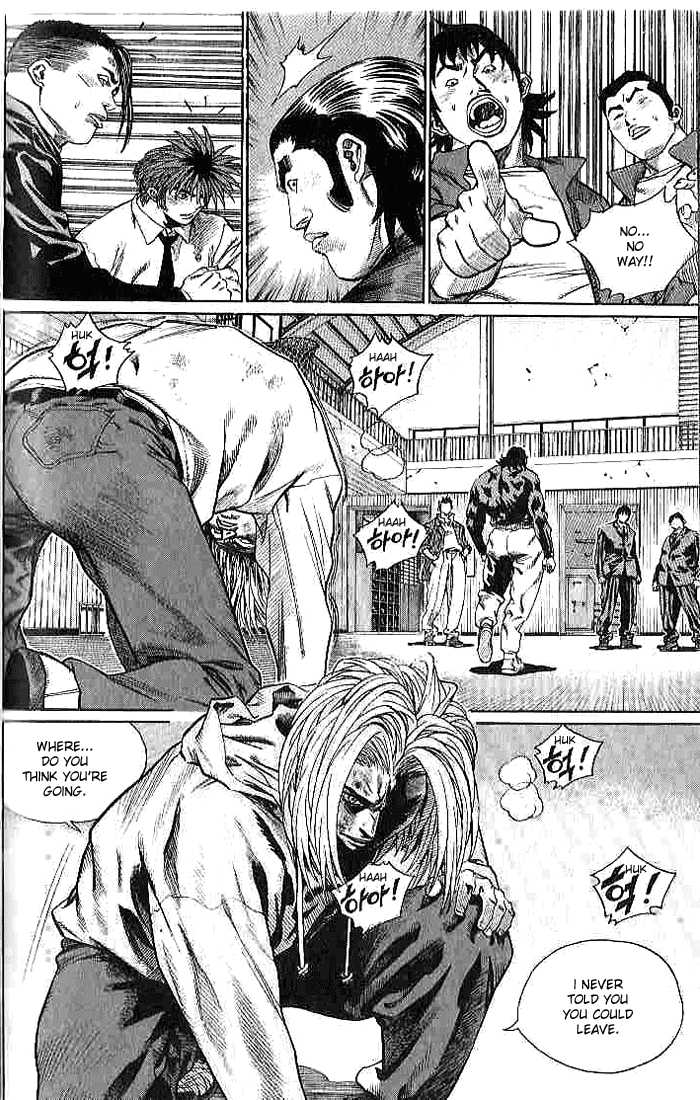 NO...
NO
WAY!!
HUK
헉!
HAAH
하아!
HAAH
하아!
WHERE...
DO YOU
THINK YOU'RE
GOING.
HUK
헉!
HAAH
하아!
HUK
헉!
I NEVER
TOLD YOU
YOU COULD
LEAVE.